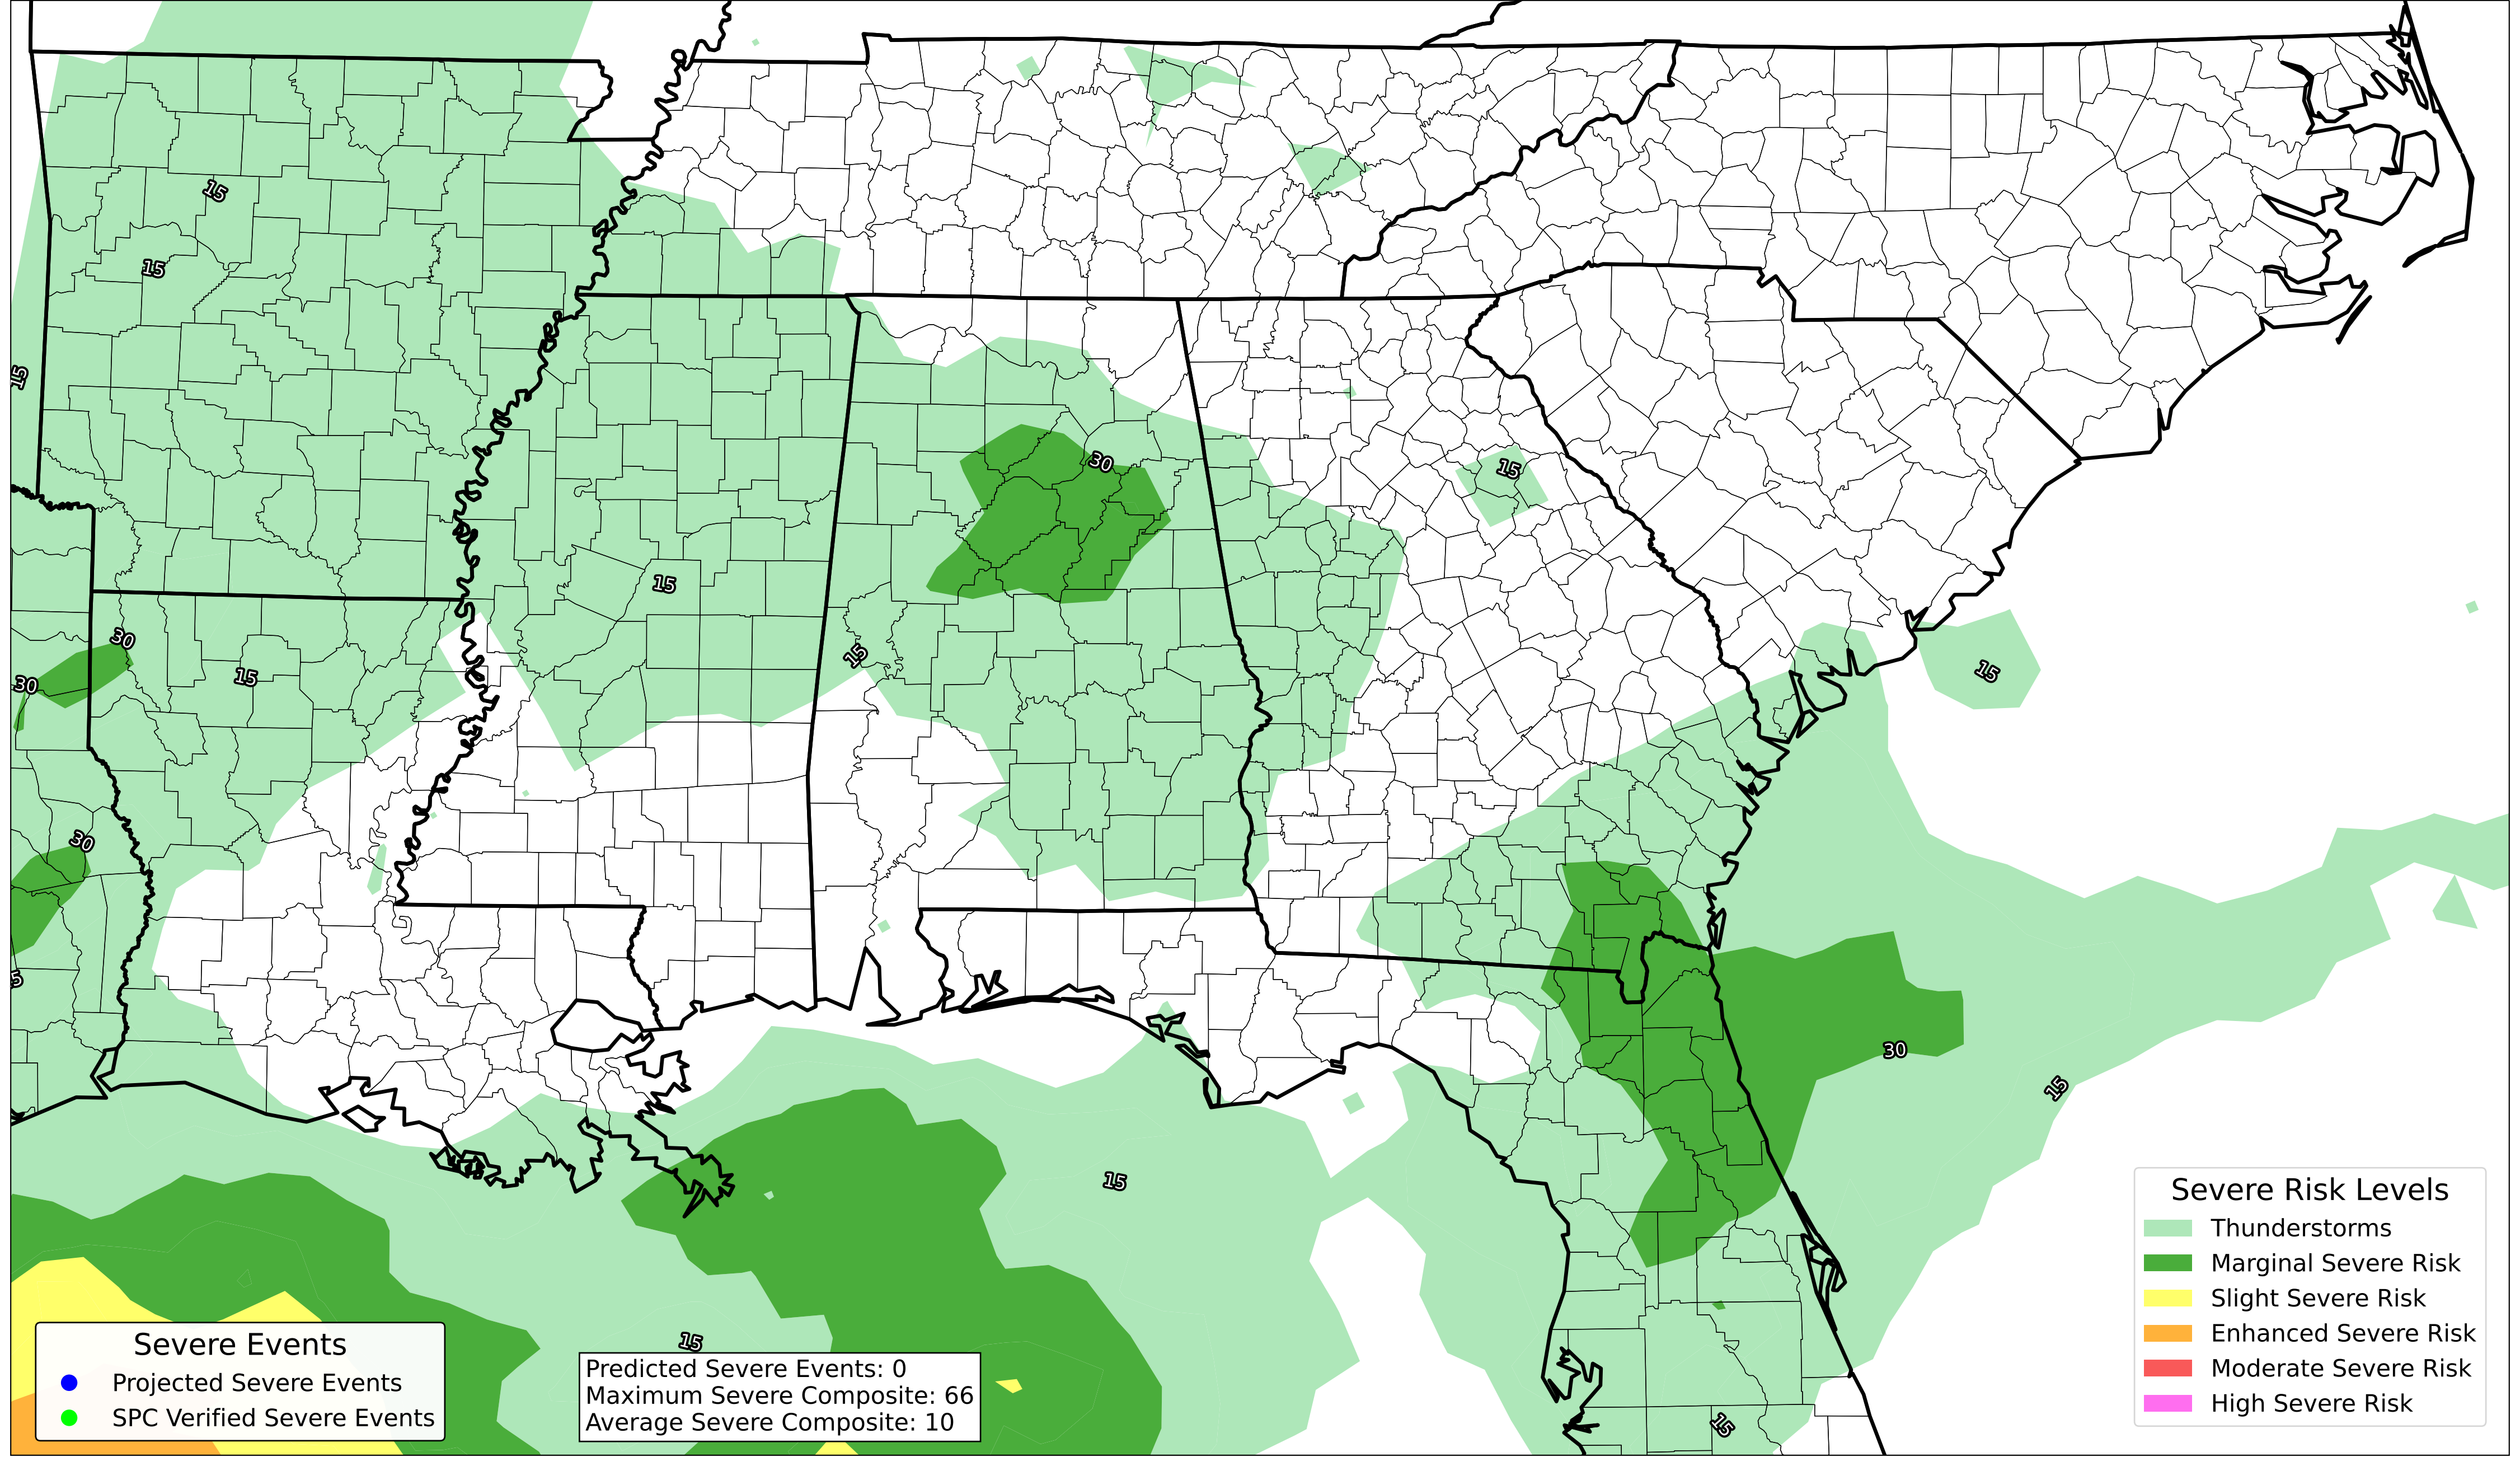 15
15
15
30
15
15
30
15
30
15
15
30
5
30
15
15
15
15
Severe Risk Levels
Thunderstorms
Marginal Severe Risk
Slight Severe Risk
Enhanced Severe Risk
Moderate Severe Risk
High Severe Risk
Severe Events
Projected Severe Events
SPC Verified Severe Events
Predicted Severe Events: 0
Maximum Severe Composite: 66
Average Severe Composite: 10